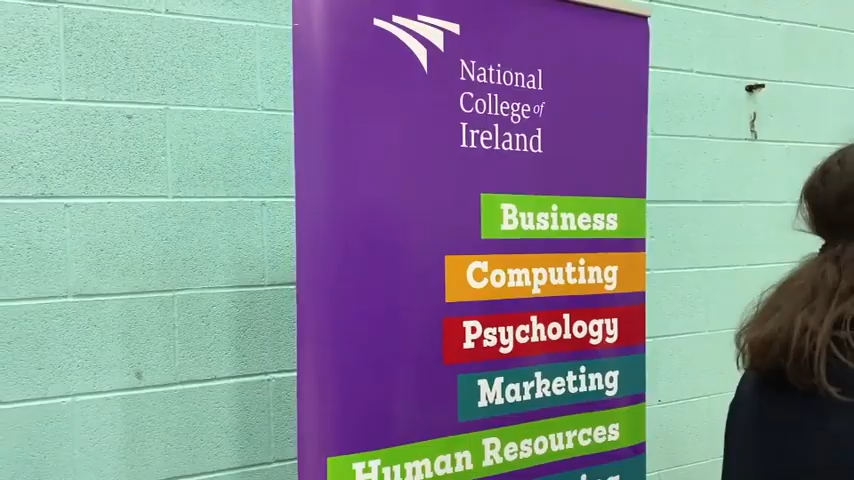 National
College of
Ireland
Business
Computing
Psychology
Marketing
Human Resources